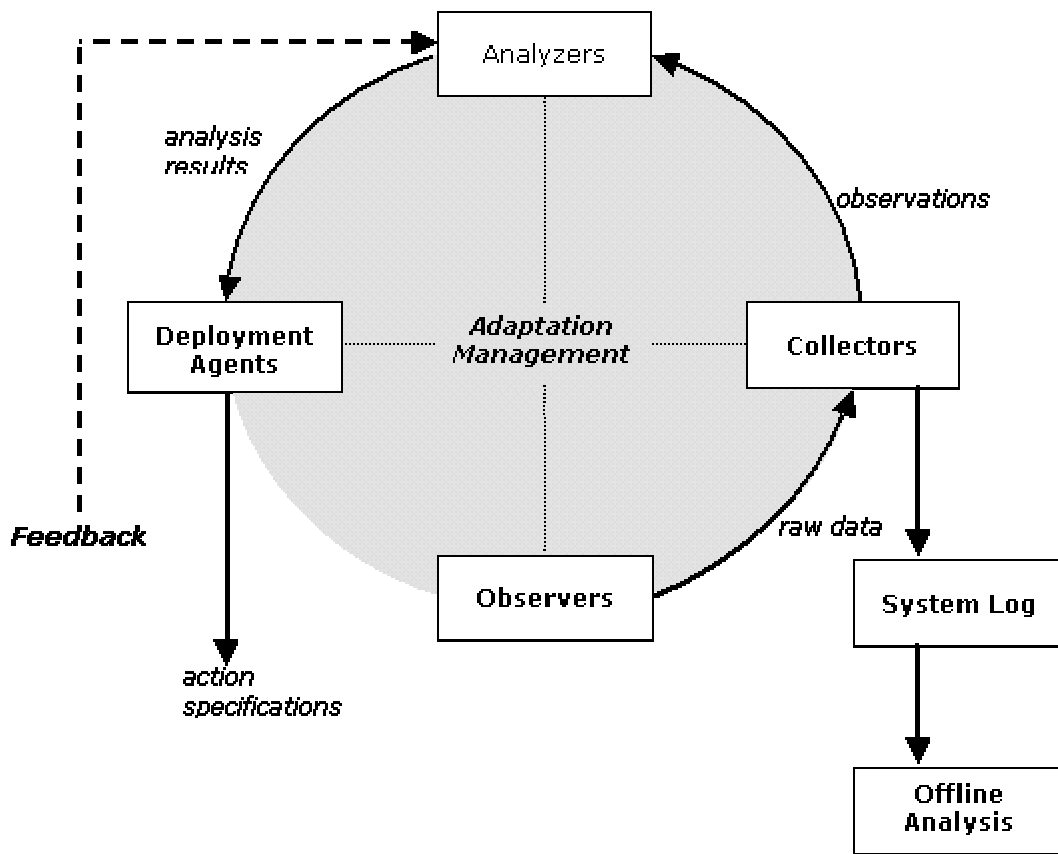 Analyzers
analysis
results
observations
Deployment
Agents
Adaptation
Management
Collectors
Feedback
raw data
Observers
System Log
action
specifications
Offline
Analysis